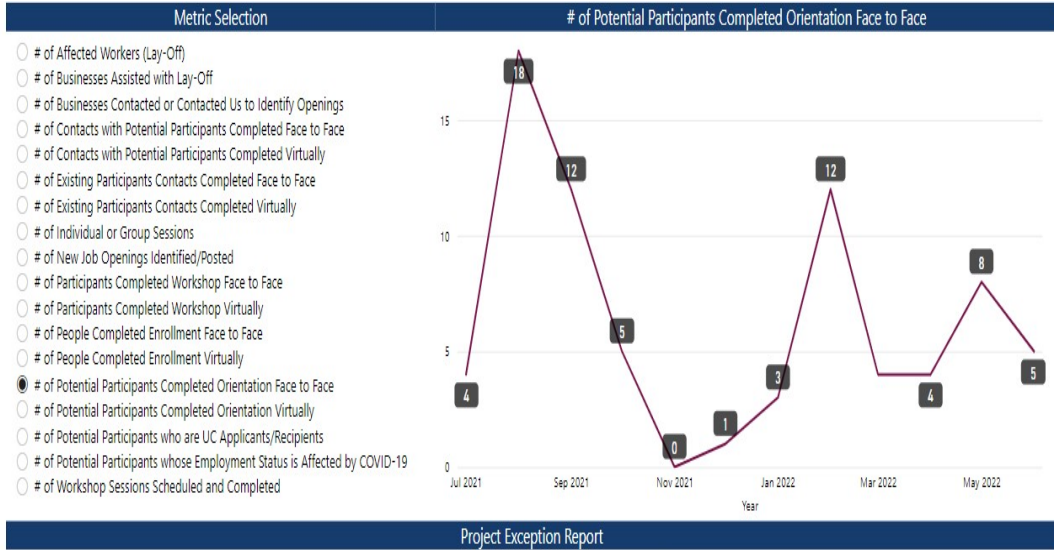 Metric Selection
# of Affected Workers (Lay-Off)
# of Businesses Assisted with Lay-Off
# of Businesses Contacted or Contacted Us to Identify Openings
# of Contacts with Potential Participants Completed Face to Face
# of Contacts with Potential Participants Completed Virtually
# of Existing Participants Contacts Completed Face to Face
# of Existing Participants Contacts Completed Virtually
# of Individual or Group Sessions
# of New Job Openings Identified/Posted
# of Participants Completed Workshop Face to Face
# of Participants Completed Workshop Virtually
# of People Completed Enrollment Face to Face
# of People Completed Enrollment Virtually
# of Potential Participants Completed Orientation Face to Face
# of Potential Participants Completed Orientation Virtually
# of Potential Participants who are UC Applicants/Recipients
# of Potential Participants whose Employment Status is Affected by COVID-19
# of Workshop Sessions Scheduled and Completed
# of Potential Participants Completed Orientation Face to Face
15
10
5
0
4
18
12
5
0
1
3
12
4
8
5
Jul 2021
Sep 2021
Nov 2021
Jan 2022
Mar 2022
May 2022
Year
Project Exception Report